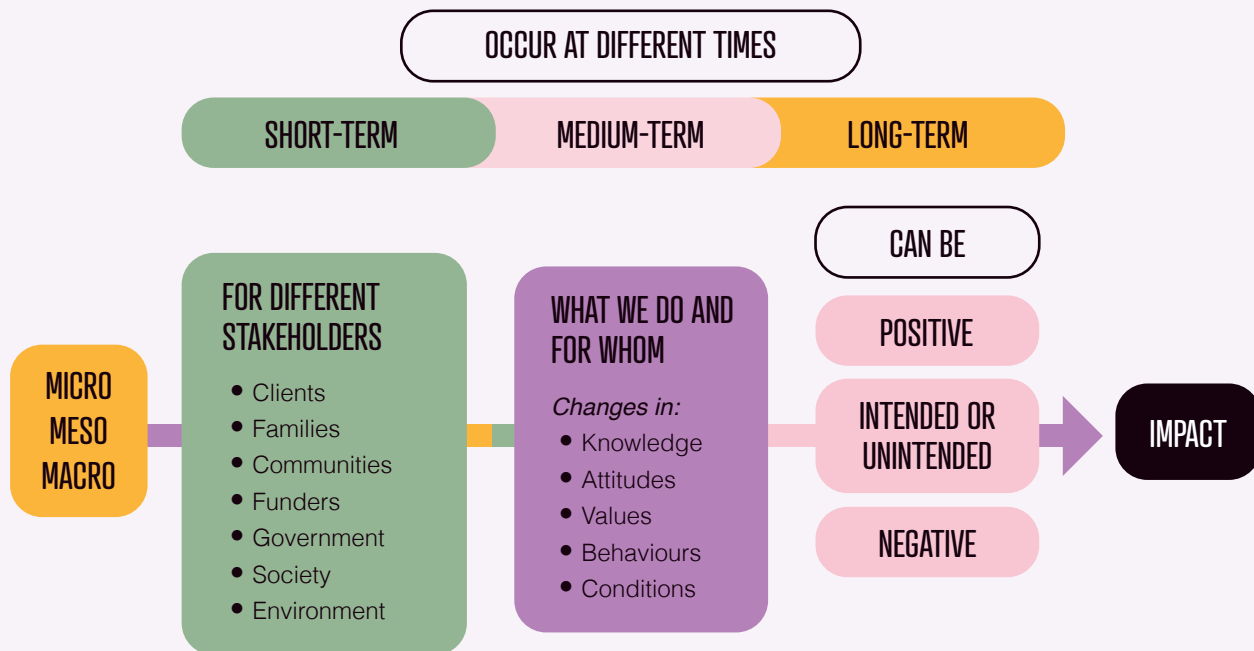 OCCUR AT DIFFERENT TIMES
SHORT-TERM
MEDIUM-TERM
LONG-TERM
MICRO
MESO
MACRO
FOR DIFFERENT
STAKEHOLDERS
• Clients
• Families
• Communities
• Funders
• Government
• Society
• Environment
WHAT WE DO AND
FOR WHOM
Changes in:
• Knowledge
• Attitudes
• Values
• Behaviours
• Conditions
CAN BE
POSITIVE
INTENDED OR
UNINTENDED
NEGATIVE
IMPACT